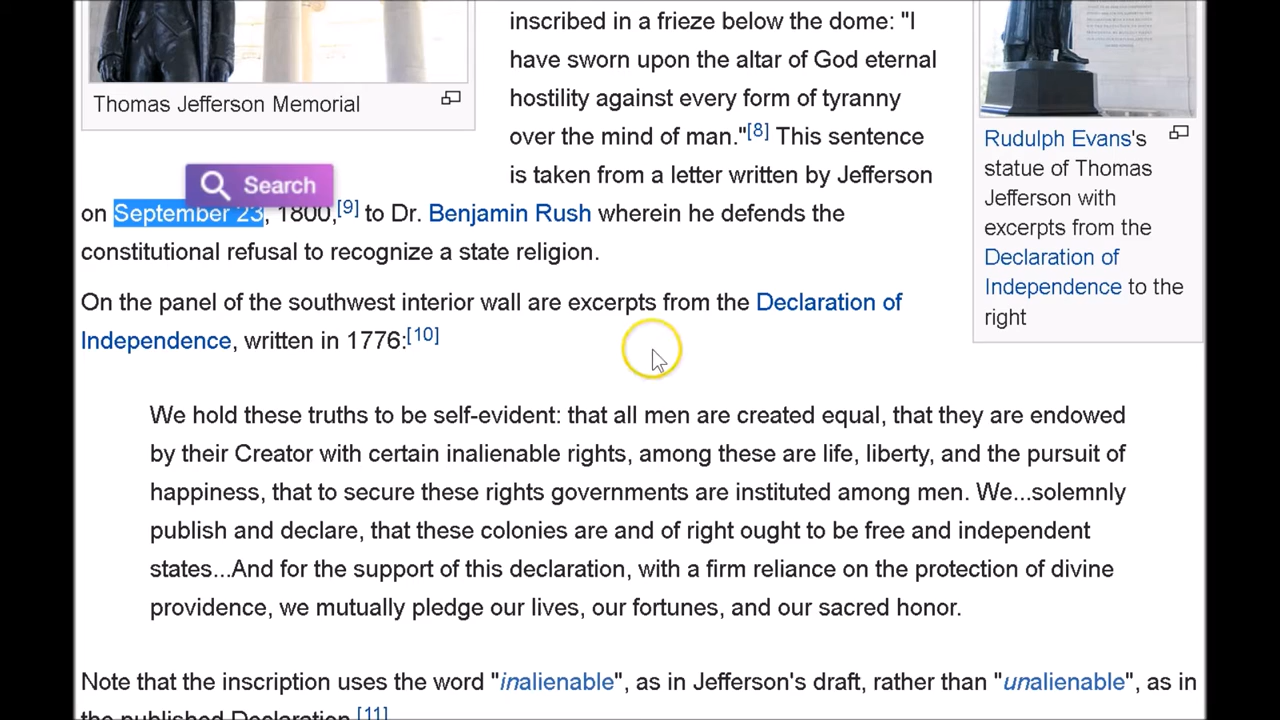 inscribed in a frieze below the dome: "I
have sworn upon the altar of God eternal
hostility against every form of tyranny
over the mind of man."[8] This sentence
is taken from a letter written by Jefferson
on September 23, 1800,[9] to Dr. Benjamin Rush wherein he defends the
constitutional refusal to recognize a state religion.
Thomas Jefferson Memorial
Search
Rudulph Evans's
statue of Thomas
Jefferson with
excerpts from the
Declaration of
Independence to the
right
On the panel of the southwest interior wall are excerpts from the Declaration of
Independence, written in 1776:[10]
We hold these truths to be self-evident: that all men are created equal, that they are endowed
by their Creator with certain inalienable rights, among these are life, liberty, and the pursuit of
happiness, that to secure these rights governments are instituted among men. We...solemnly
publish and declare, that these colonies are and of right ought to be free and independent
states...And for the support of this declaration, with a firm reliance on the protection of divine
providence, we mutually pledge our lives, our fortunes, and our sacred honor.
Note that the inscription uses the word "inalienable", as in Jefferson's draft, rather than "unalienable", as in
the published Declaration.[11]